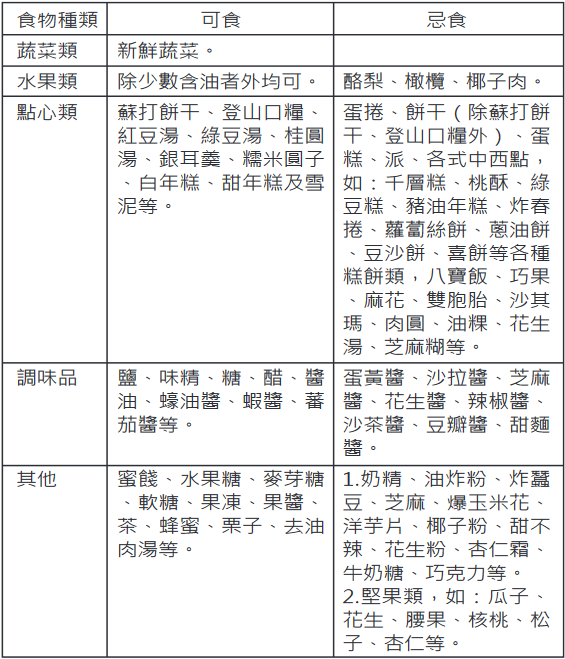 食物種類 可食 忌食
蔬菜類 新鮮蔬菜。
水果類 除少數含油者外均可。 酪梨、橄欖、椰子肉。
點心類
蘇打餅干、登山口糧、
紅豆湯、綠豆湯、桂圓
湯、銀耳羹、糯米圓子
、白年糕、甜年糕及雪
泥等。
蛋捲、餅干（除蘇打餅
干、登山口糧外）、蛋
糕、派、各式中西點，
如：千層糕、桃酥、綠
豆糕、豬油年糕、炸春
捲、蘿蔔絲餅、蔥油餅
、豆沙餅、喜餅等各種
糕餅類，八寶飯、巧果
、麻花、雙胞胎、沙其
瑪、肉圓、油粿、花生
湯、芝麻糊等。
調味品
鹽、味精、糖、醋、醬
油、蠔油醬、蝦醬、蕃
茄醬等。
蛋黃醬、沙拉醬、芝麻
醬、花生醬、辣椒醬、
沙茶醬、豆瓣醬、甜麵
醬。
其他
蜜餞、水果糖、麥芽糖
、軟糖、果凍、果醬、
茶、蜂蜜、栗子、去油
肉湯等。
1.奶精、油炸粉、炸蠶
豆、芝麻、爆玉米花、
洋芋片、椰子粉、甜不
辣、花生粉、杏仁霜、
牛奶糖、巧克力等。
2.堅果類，如：瓜子、
花生、腰果、核桃、松
子、杏仁等。